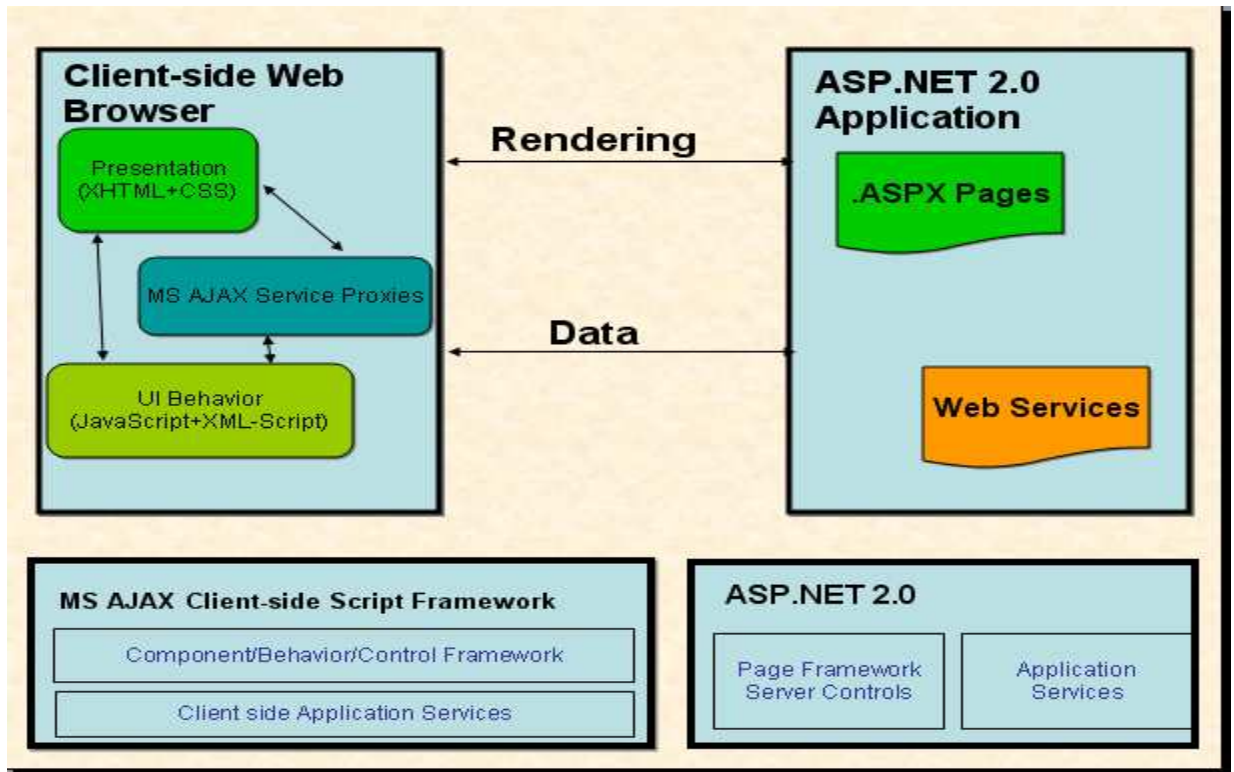 Client-side Web
Browser
Presentation
(XHTML+CSS)
MS AJAX Service Proxies
UI Behavior
(JavaScript+XML-Script)
Rendering
Data
ASP.NET 2.0
Application
.ASPX Pages
Web Services
MS AJAX Client-side Script Framework
Component/Behavior/Control Framework
Client side Application Services
ASP.NET 2.0
Page Framework
Server Controls
Application
Services